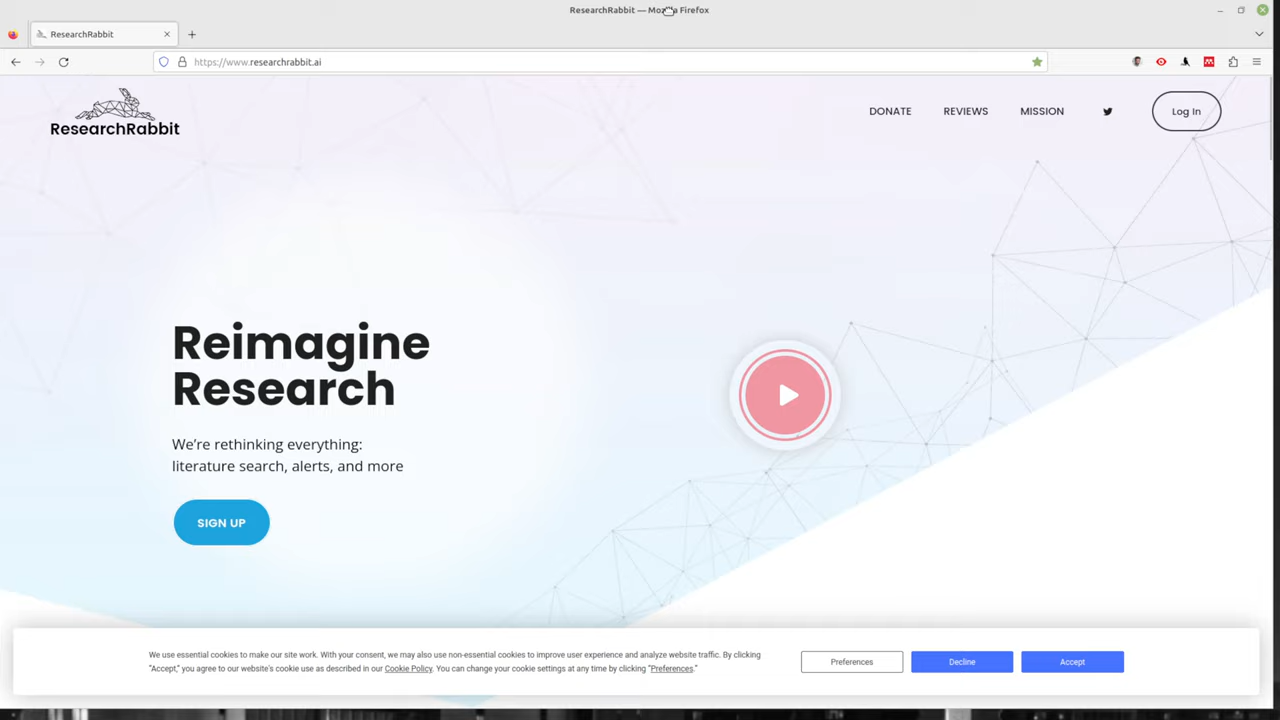 ResearchRabbit — Mozilla Firefox
ResearchRabbit
https://www.researchrabbit.ai
ResearchRabbit
DONATE
REVIEWS
MISSION
Log In
Reimagine
Research
We're rethinking everything:
literature search, alerts, and more
SIGN UP
We use essential cookies to make our site work. With your consent, we may also use non-essential cookies to improve user experience and analyze website traffic. By clicking
"Accept," you agree to our website's cookie use as described in our Cookie Policy. You can change your cookie settings at any time by clicking "Preferences."
Preferences
Decline
Accept